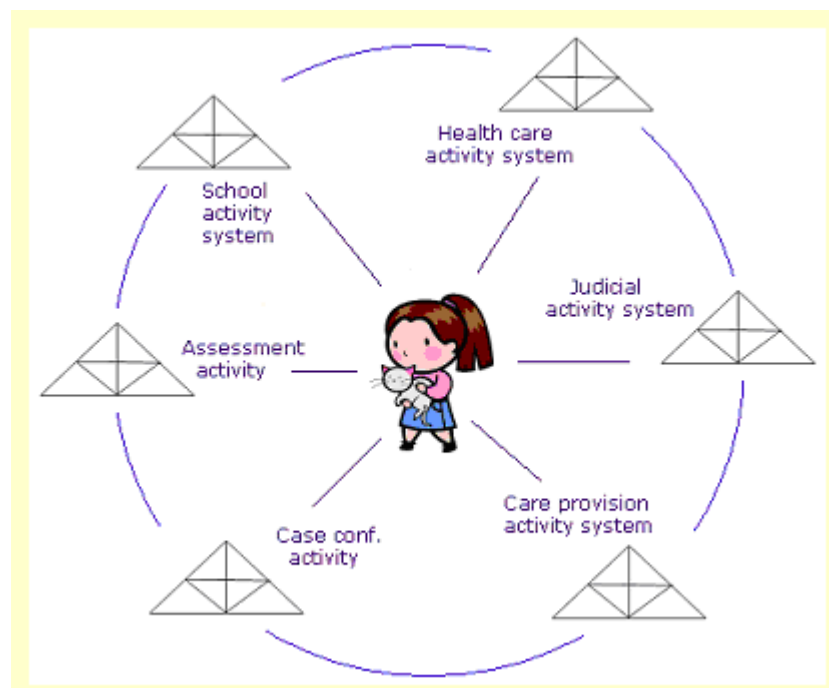 Health care
activity system
School
activity
system
Judicial
activity system
Assessment
activity
Care provision
activity system
Case conf.
activity